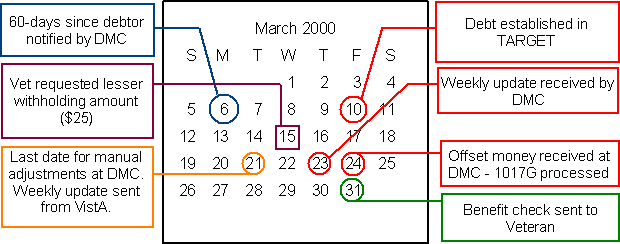 60-days since debtor
notified by DMC
Vet requested lesser
withholding amount
($25)
Last date for manual
adjustments at DMC.
Weekly update sent
from VistA.
March 2000
S M T W T F S
1 2 3 4
5 6 7 8 9 10 11
12 13 14 15 16 17 18
19 20 21 22 23 24 25
26 27 28 29 30 31
Debt established in
TARGET
Weekly update received by
DMC
Offset money received at
DMC - 1017G processed
Benefit check sent to
Veteran